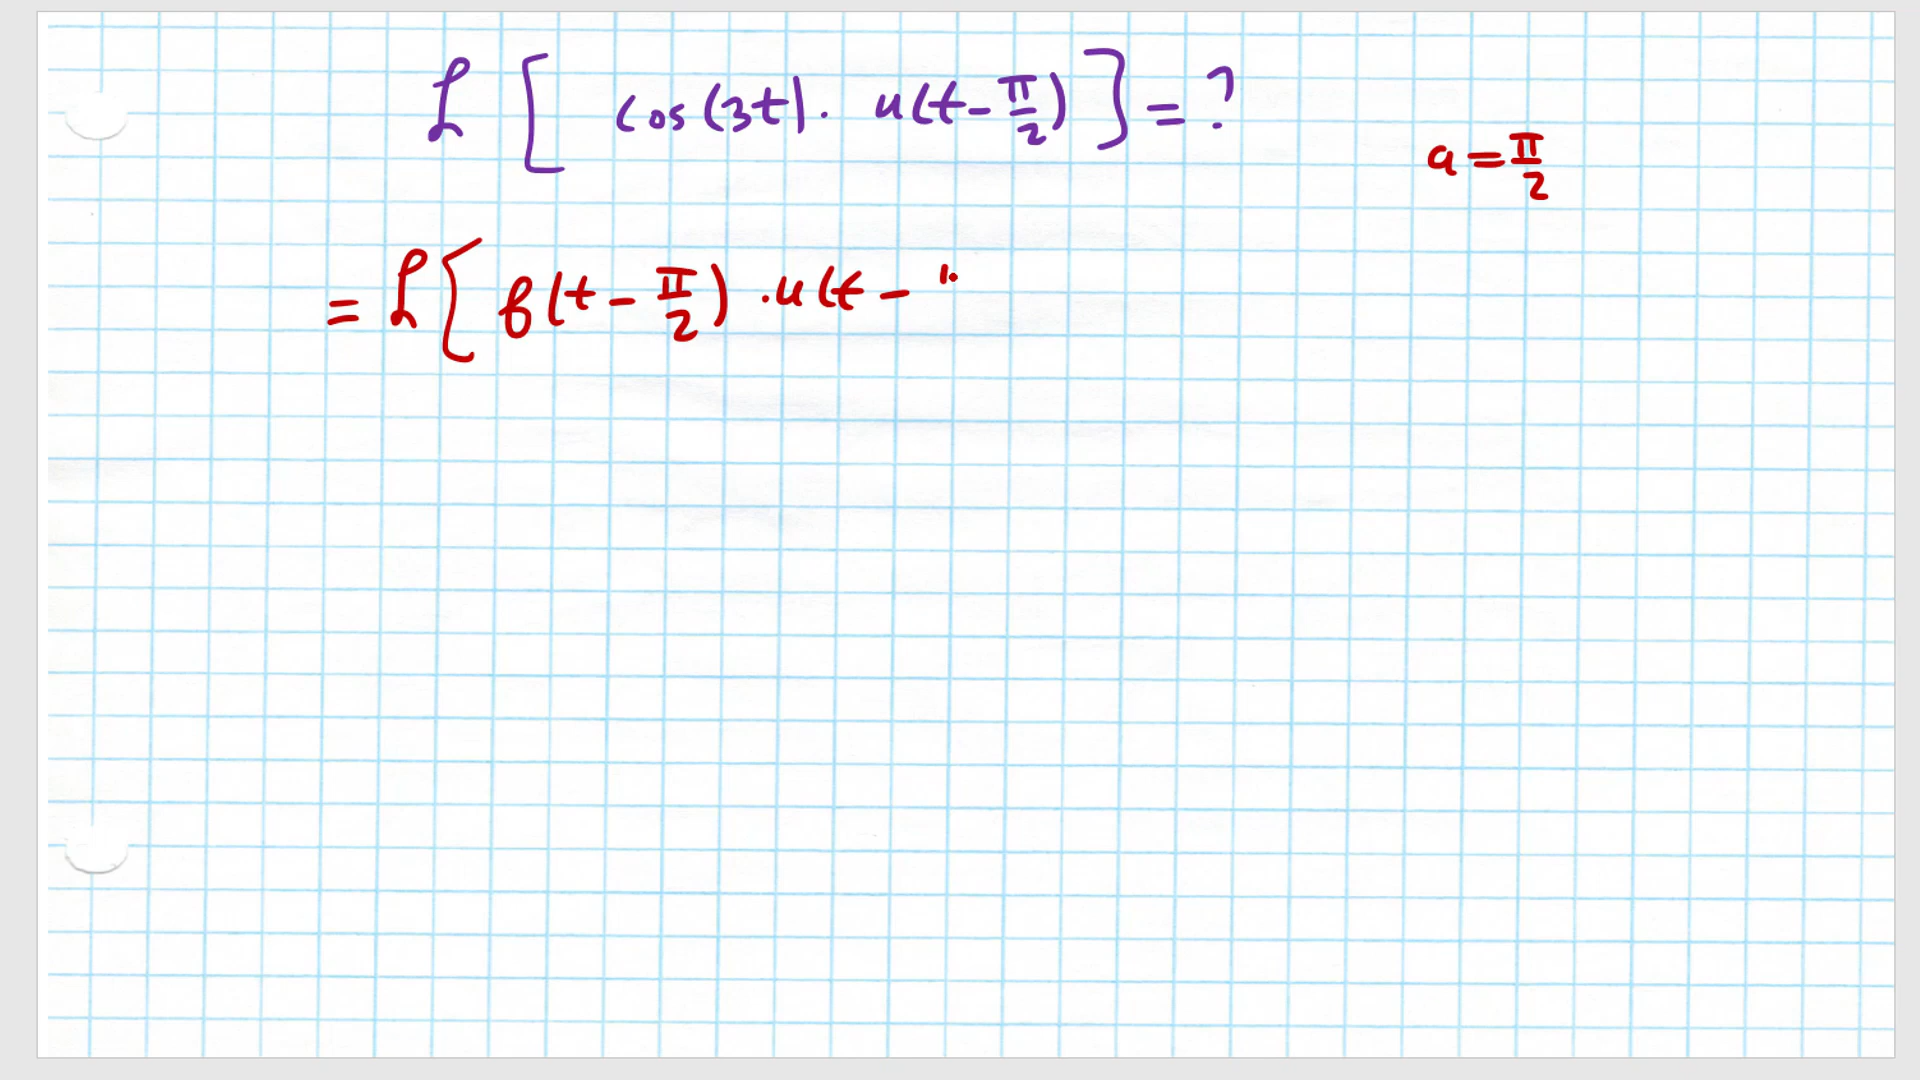 ℒ [ cos(3t). u(t-π/2) ] = ?
a = π/2
= ℒ [ f(t - π/2) . u(t -